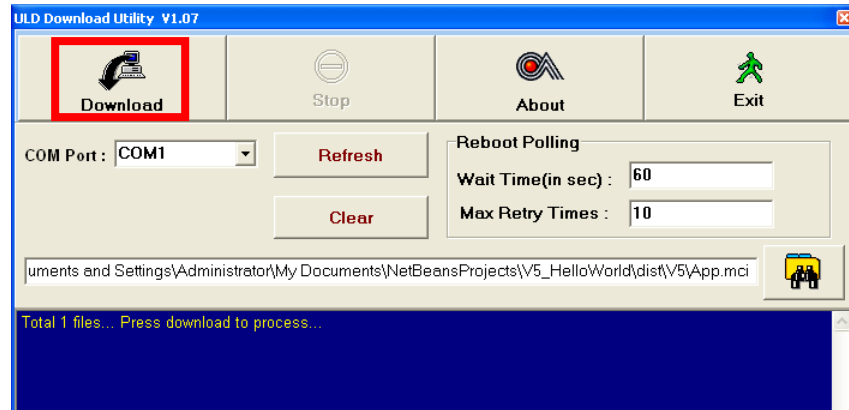 ULD Download Utility V1.07
Download
Stop
About
Exit
COM Port :
COM1
Refresh
Reboot Polling
Wait Time(in sec) :
60
Clear
Max Retry Times :
10
uments and Settings\Administrator\My Documents\NetBeansProjects\V5_HelloWorld\dist\V5\App.mci
Total 1 files... Press download to process...